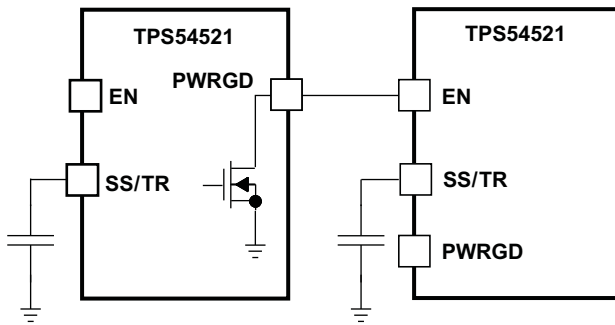 TPS54521
PWRGD
EN
SS/TR
TPS54521
EN
SS/TR
PWRGD